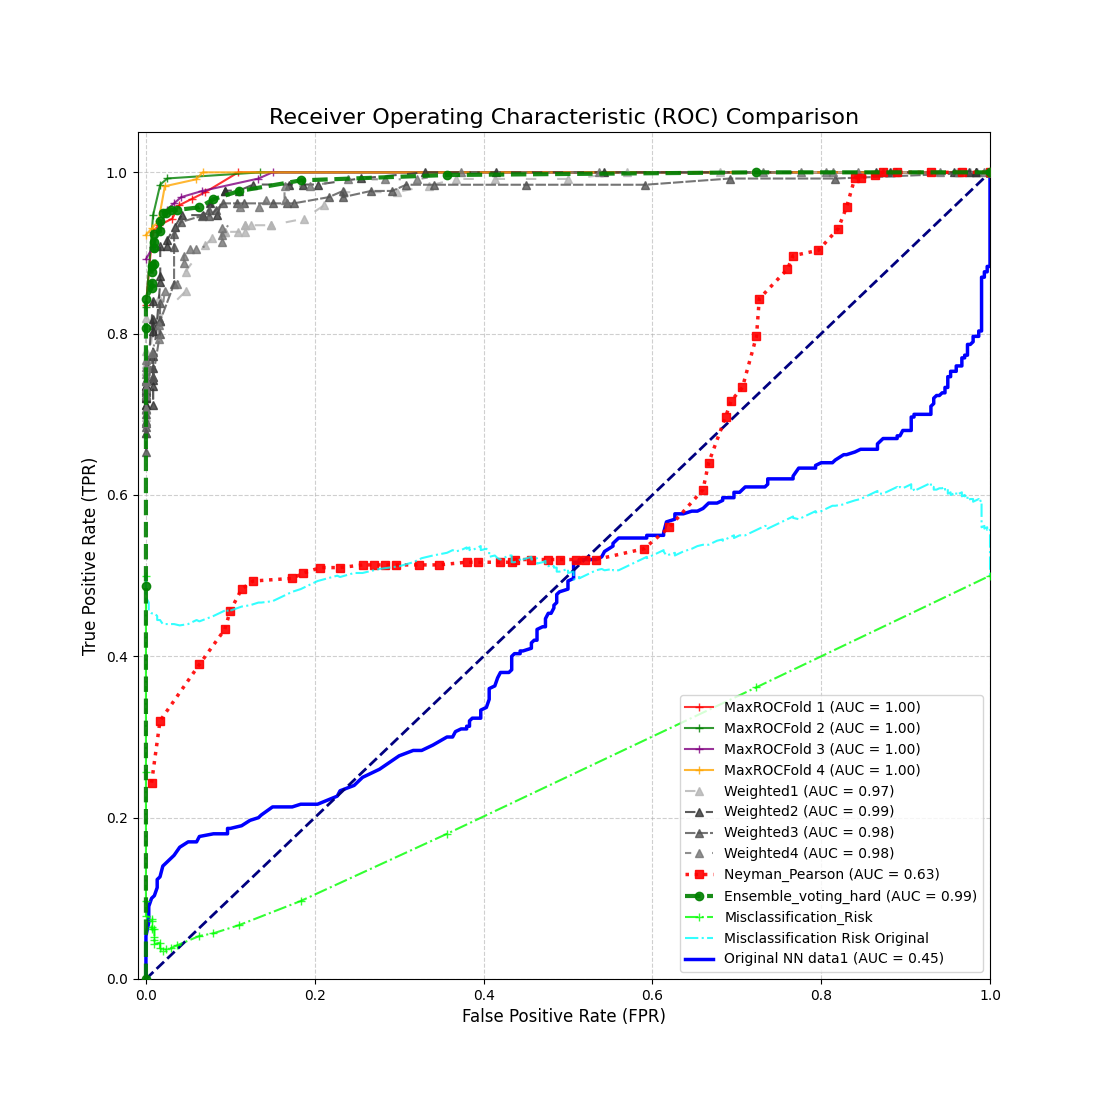 Receiver Operating Characteristic (ROC) Comparison
True Positive Rate (TPR)
1.0
0.8
0.6
0.4
0.2
0.0
MaxROCFold 1 (AUC = 1.00)
MaxROCFold 2 (AUC = 1.00)
MaxROCFold 3 (AUC = 1.00)
MaxROCFold 4 (AUC = 1.00)
Weighted1 (AUC = 0.97)
Weighted2 (AUC = 0.99)
Weighted3 (AUC = 0.98)
Weighted4 (AUC = 0.98)
Neyman_Pearson (AUC = 0.63)
Ensemble_voting_hard (AUC = 0.99)
Misclassification_Risk
Misclassification Risk Original
Original NN data1 (AUC = 0.45)
0.0 0.2 0.4 0.6 0.8 1.0
False Positive Rate (FPR)